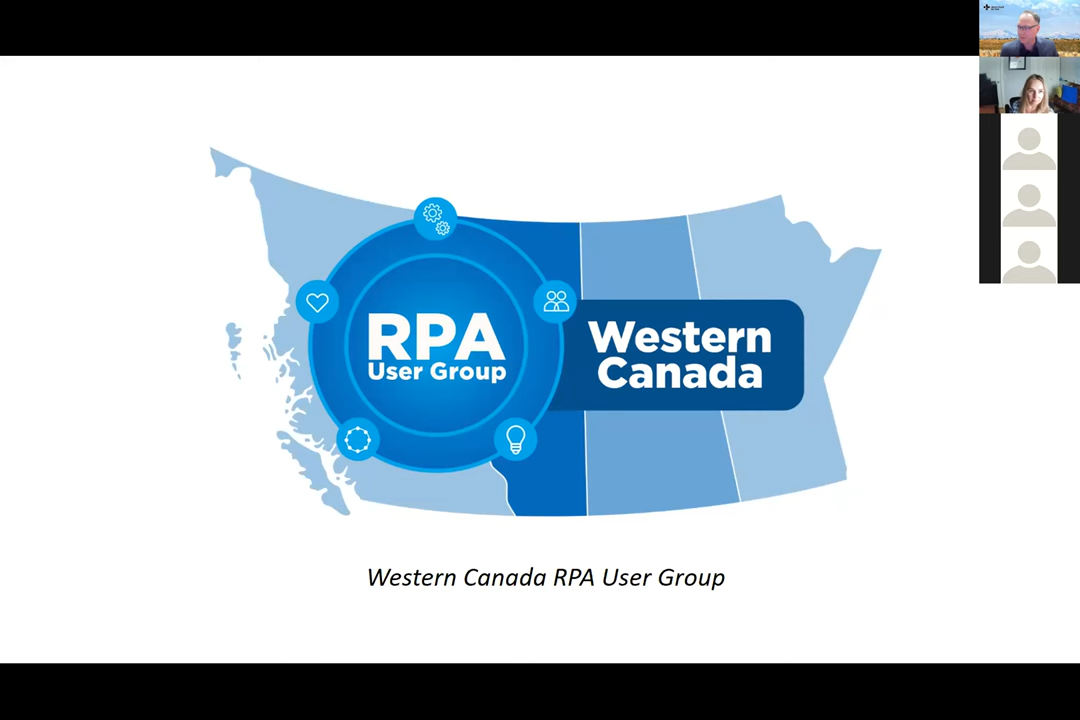 RPA
User Group
Western
Canada
Western Canada RPA User Group